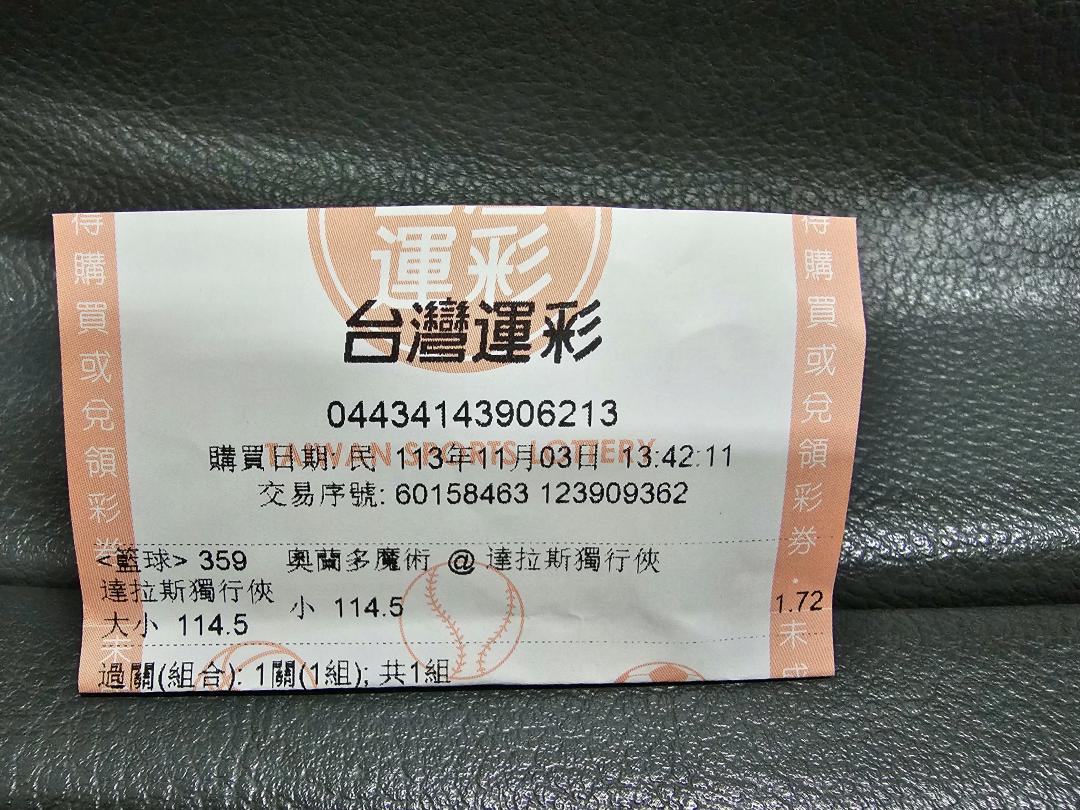 運彩
台灣運彩
04434143906213
TAIWAN SPORTS LOTTERY
購買日期: 民 113年11月03日 13:42:11
交易序號: 60158463 123909362
<籃球> 359 奧蘭多魔術 @ 達拉斯獨行俠
達拉斯獨行俠
小 114.5
1.72
大小 114.5
過關(組合): 1關(1組); 共1組
得購買或兌領彩券
得購買或兌領彩券．未